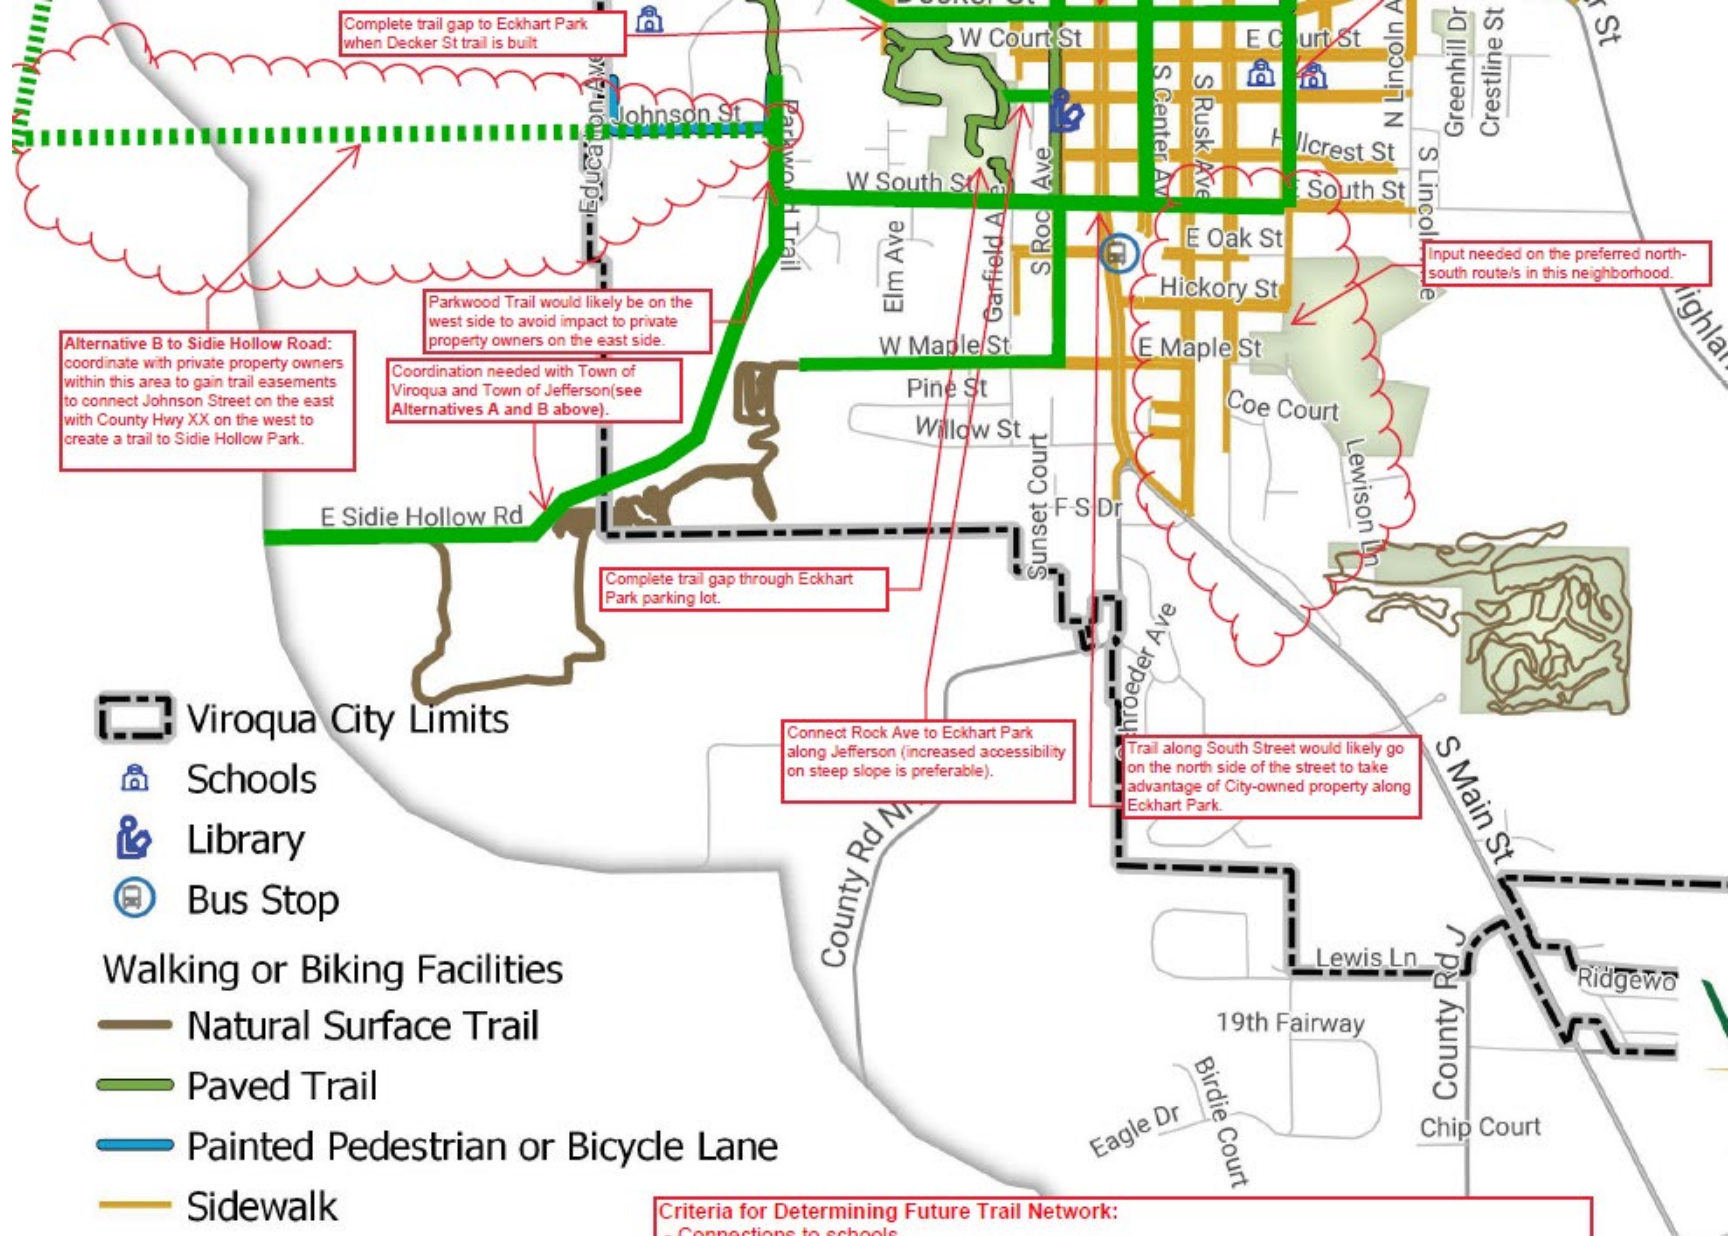 Decker St
Complete trail gap to Eckhart Park
when Decker St trail is built
W Court St
E Court St
N Lincoln A
Greenhill Dr
Crestline St
r St
Education Ave
Johnson St
Parkwood Trail
S Center Av
S Rusk Ave
Hillcrest St
W South St
E South St
S Lincoln Ave
Elm Ave
Garfield Ave
S Rock Ave
E Oak St
Input needed on the preferred north-
south route/s in this neighborhood.
Hickory St
Highlan
Parkwood Trail would likely be on the
west side to avoid impact to private
property owners on the east side.
Alternative B to Sidie Hollow Road:
coordinate with private property owners
within this area to gain trail easements
to connect Johnson Street on the east
with County Hwy XX on the west to
create a trail to Sidie Hollow Park.
W Maple St
E Maple St
Coordination needed with Town of
Viroqua and Town of Jefferson(see
Alternatives A and B above).
Pine St
Coe Court
Willow St
Sunset Court
Lewison Ln
F S Dr
E Sidie Hollow Rd
Complete trail gap through Eckhart
Park parking lot.
Schroeder Ave
Connect Rock Ave to Eckhart Park
along Jefferson (increased accessibility
on steep slope is preferable).
Trail along South Street would likely go
on the north side of the street to take
advantage of City-owned property along
Eckhart Park.
S Main St
County Rd NN
Viroqua City Limits
Schools
Library
Bus Stop
Lewis Ln
County Rd J
Ridgewo
Walking or Biking Facilities
Natural Surface Trail
19th Fairway
Paved Trail
Birdie Court
Eagle Dr
Chip Court
Painted Pedestrian or Bicycle Lane
Sidewalk
Criteria for Determining Future Trail Network:
- Connections to schools